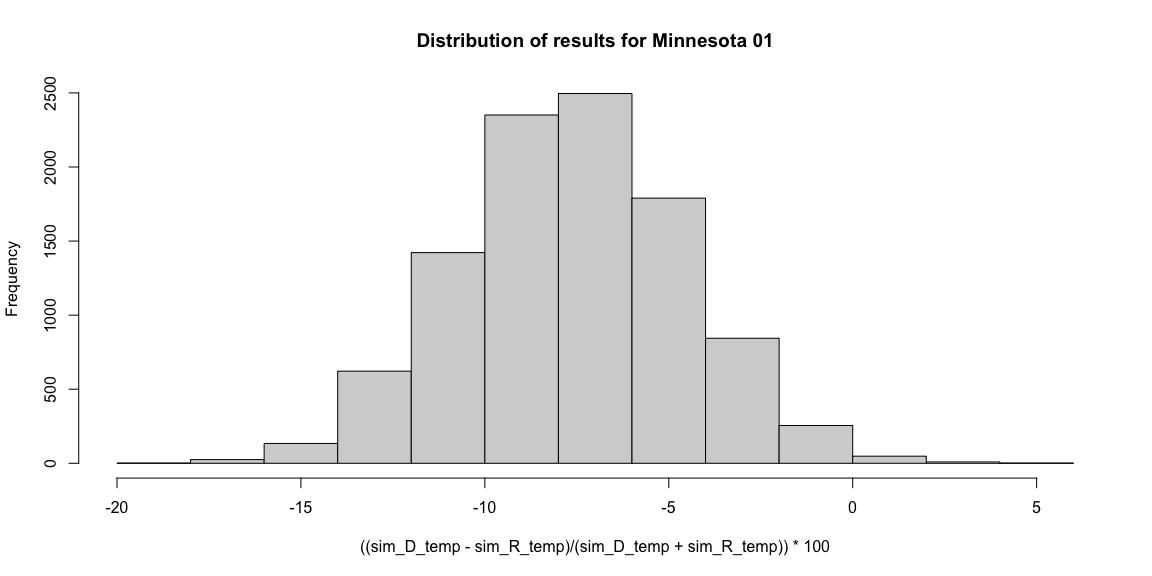 Distribution of results for Minnesota 01
Frequency
2500
2000
1500
1000
500
0
-20 -15 -10 -5 0 5
((sim_D_temp - sim_R_temp)/(sim_D_temp + sim_R_temp)) * 100